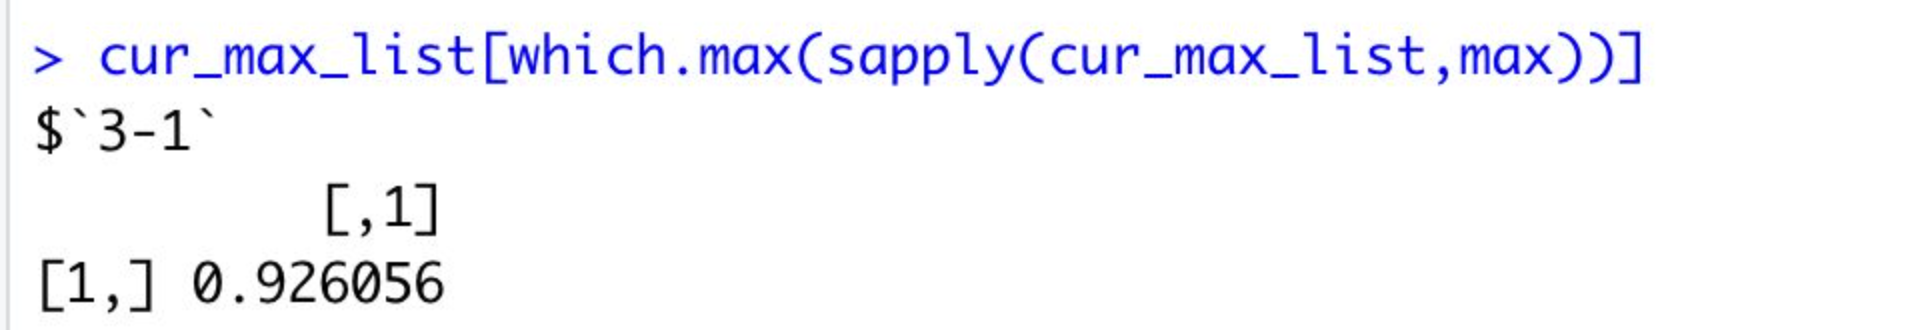 > cur_max_list[which.max(sapply(cur_max_list,max))]
$`3-1`
[,1]
[1,] 0.926056